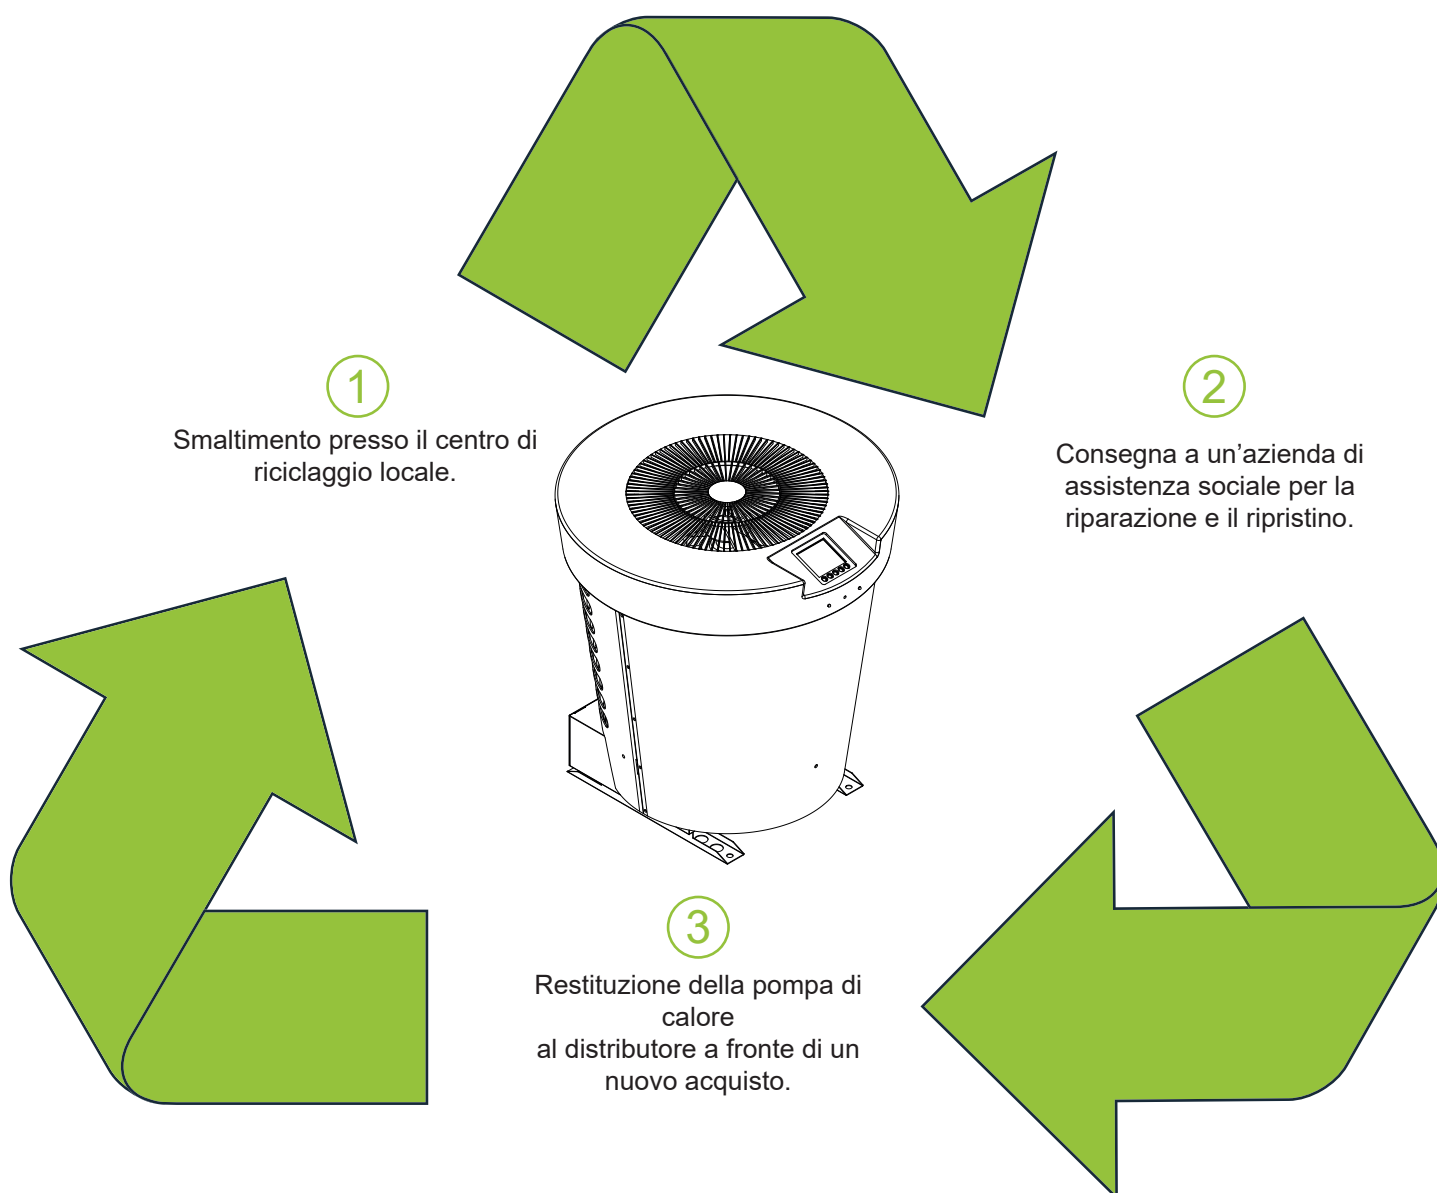 1
Smaltimento presso il centro di
riciclaggio locale.
2
Consegna a un’azienda di
assistenza sociale per la
riparazione e il ripristino.
3
Restituzione della pompa di
calore
al distributore a fronte di un
nuovo acquisto.